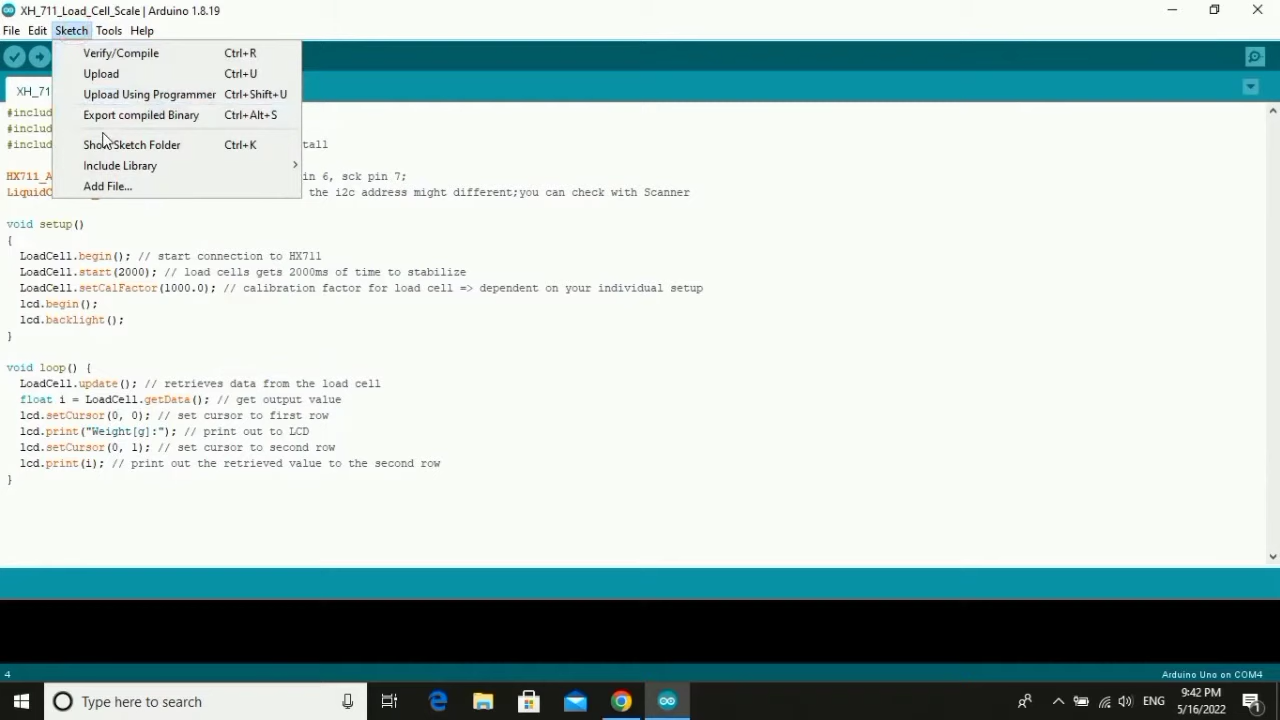 XH_711_Load_Cell_Scale | Arduino 1.8.19
File Edit Sketch Tools Help
Verify/Compile Ctrl+R
Upload Ctrl+U
Upload Using Programmer Ctrl+Shift+U
Export compiled Binary Ctrl+Alt+S
Show Sketch Folder Ctrl+K
Include Library
Add File...
XH_71
#includ
#includ
#includ tall
HX711_A in 6, sck pin 7;
LiquidC the i2c address might different;you can check with Scanner
void setup()
{
LoadCell.begin(); // start connection to HX711
LoadCell.start(2000); // load cells gets 2000ms of time to stabilize
LoadCell.setCalFactor(1000.0); // calibration factor for load cell => dependent on your individual setup
lcd.begin();
lcd.backlight();
}
void loop() {
LoadCell.update(); // retrieves data from the load cell
float i = LoadCell.getData(); // get output value
lcd.setCursor(0, 0); // set cursor to first row
lcd.print("Weight[g]:"); // print out to LCD
lcd.setCursor(0, 1); // set cursor to second row
lcd.print(i); // print out the retrieved value to the second row
}
4 Arduino Uno on COM4
Type here to search
ENG
9:42 PM
5/16/2022
1